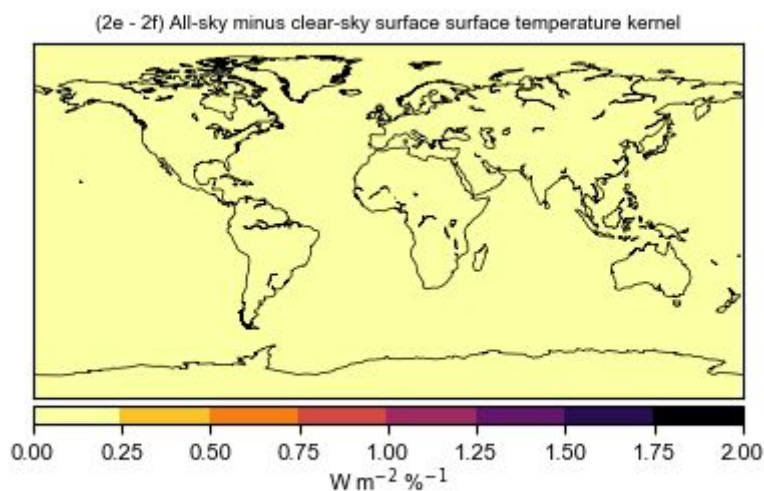 (2e - 2f) All-sky minus clear-sky surface surface temperature kernel
0.00 0.25 0.50 0.75 1.00 1.25 1.50 1.75 2.00
W m⁻² %⁻¹